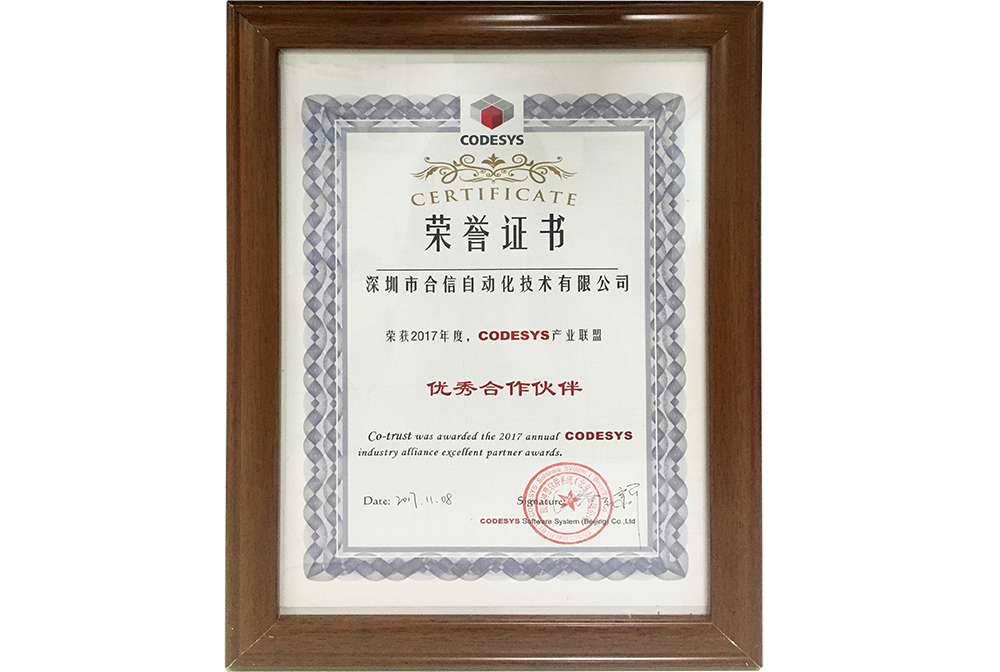 CODESYS
CERTIFICATE
荣誉证书
深圳市合信自动化技术有限公司
荣获2017年度，CODESYS产业联盟
优秀合作伙伴
Co-trust was awarded the 2017 annual CODESYS
industry alliance excellent partner awards.
Date: 2017.11.08
Signature:
CODESYS Software System (Beijing) Co.,Ltd